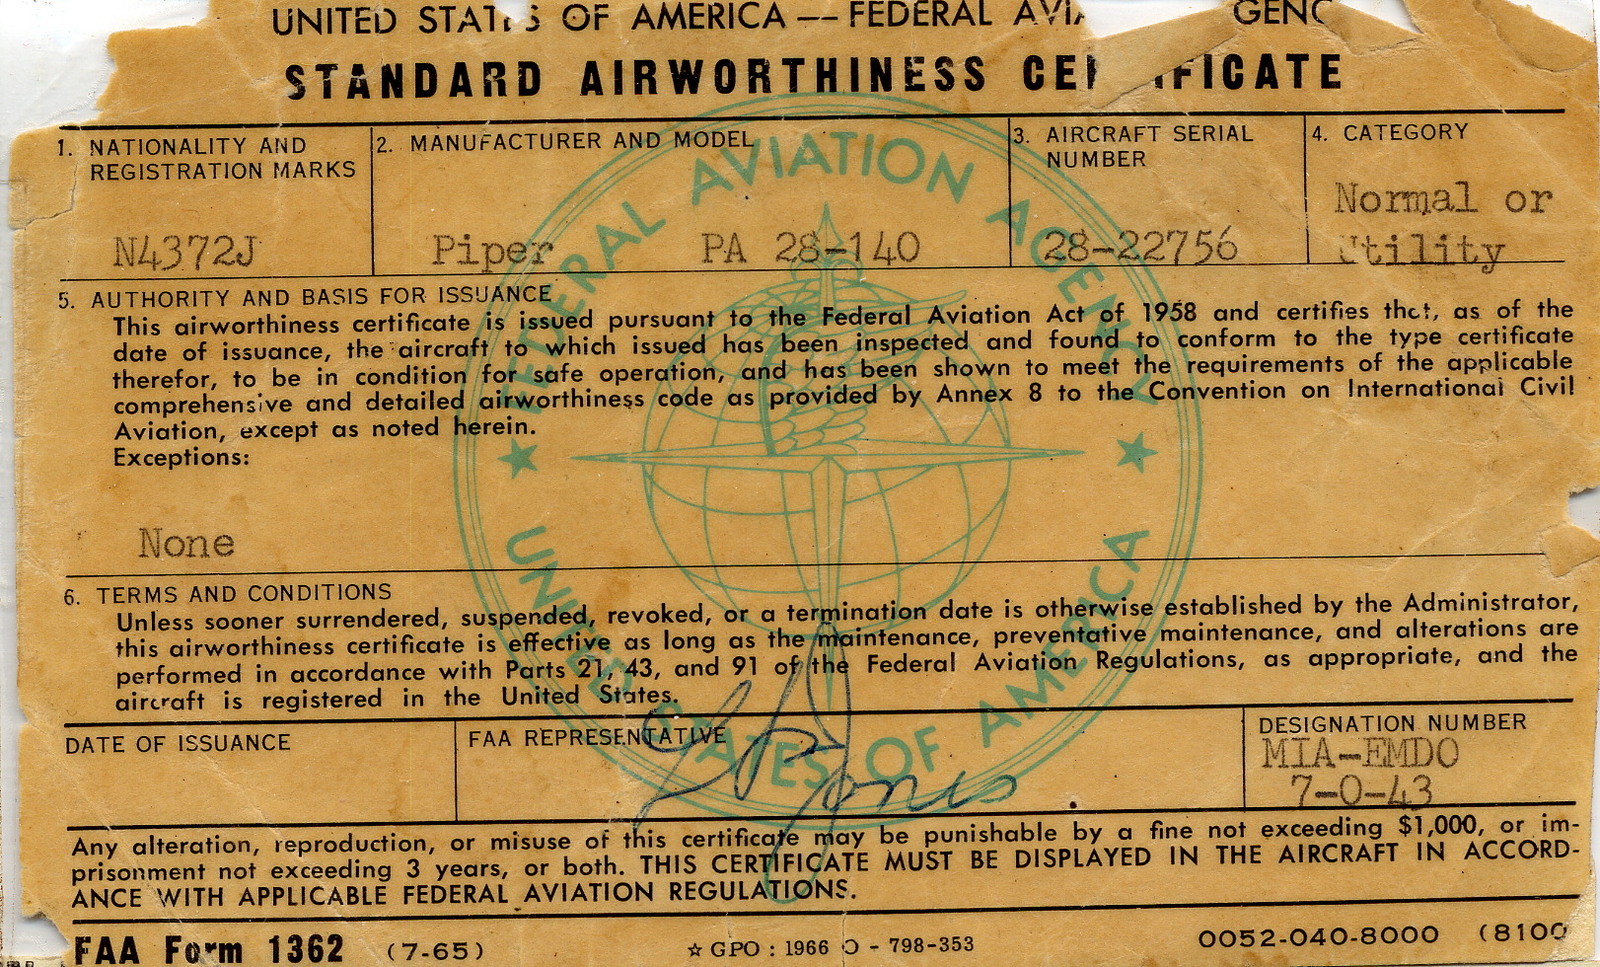 UNITED STATES OF AMERICA — FEDERAL AVIA GENC
STANDARD AIRWORTHINESS CERTIFICATE
1. NATIONALITY AND REGISTRATION MARKS
N4372J
2. MANUFACTURER AND MODEL
Piper PA 28-140
3. AIRCRAFT SERIAL NUMBER
28-22756
4. CATEGORY
Normal or
Utility
5. AUTHORITY AND BASIS FOR ISSUANCE
This airworthiness certificate is issued pursuant to the Federal Aviation Act of 1958 and certifies that, as of the
date of issuance, the aircraft to which issued has been inspected and found to conform to the type certificate
therefor, to be in condition for safe operation, and has been shown to meet the requirements of the applicable
comprehensive and detailed airworthiness code as provided by Annex 8 to the Convention on International Civil
Aviation, except as noted herein.
Exceptions:
None
6. TERMS AND CONDITIONS
Unless sooner surrendered, suspended, revoked, or a termination date is otherwise established by the Administrator,
this airworthiness certificate is effective as long as the maintenance, preventative maintenance, and alterations are
performed in accordance with Parts 21, 43, and 91 of the Federal Aviation Regulations, as appropriate, and the
aircraft is registered in the United States.
DATE OF ISSUANCE
FAA REPRESENTATIVE
Jones
DESIGNATION NUMBER
MIA-EMDO
7-0-43
Any alteration, reproduction, or misuse of this certificate may be punishable by a fine not exceeding $1,000, or im-
prisonment not exceeding 3 years, or both. THIS CERTIFICATE MUST BE DISPLAYED IN THE AIRCRAFT IN ACCORD-
ANCE WITH APPLICABLE FEDERAL AVIATION REGULATIONS.
FAA Form 1362 (7-65) ☆ GPO : 1966 O - 798-353 0052-040-8000 (8100
FEDERAL AVIATION AGENCY
★ UNITED STATES OF AMERICA ★